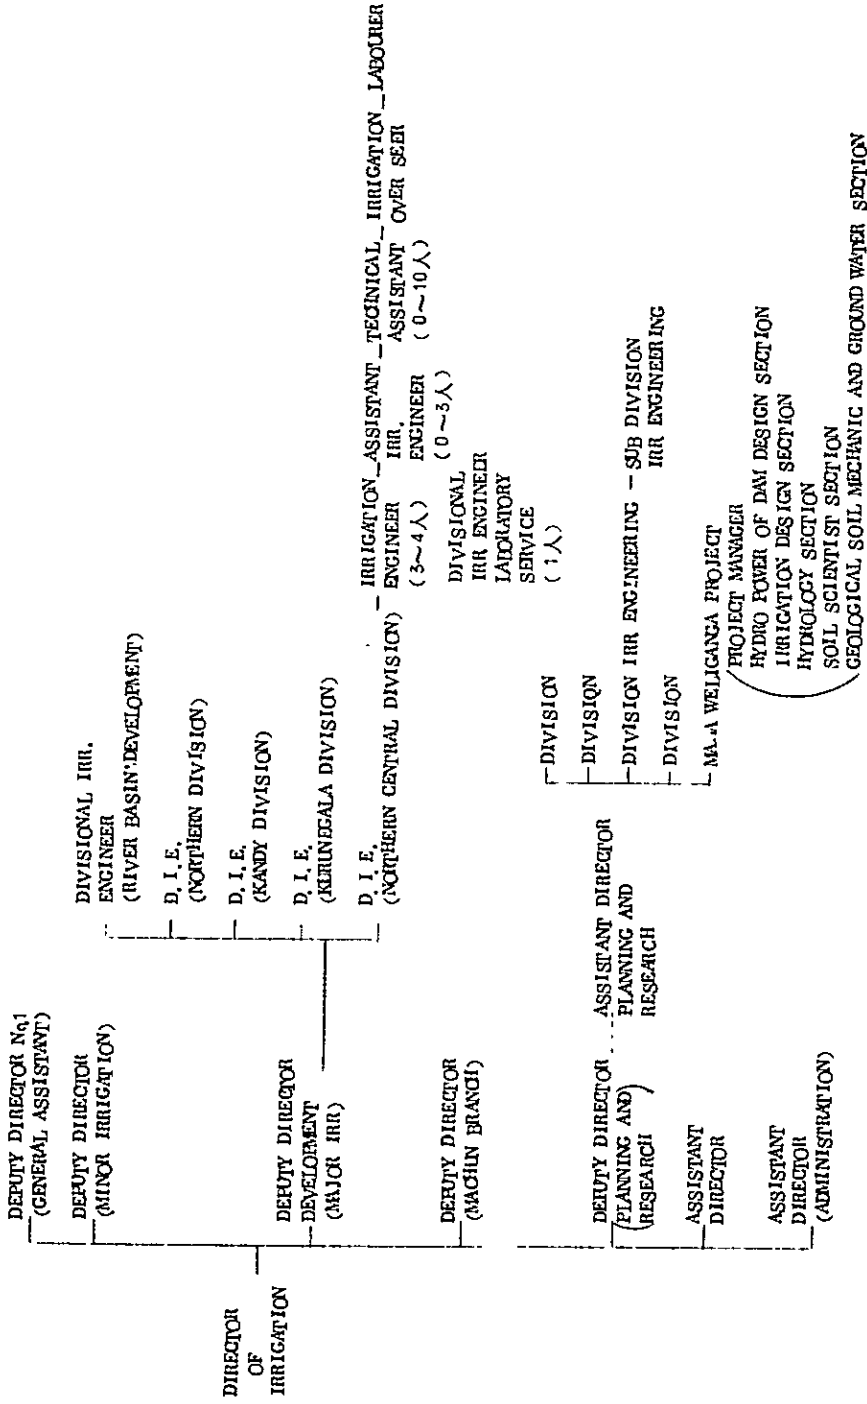 DIRECTOR
OF
IRRIGATION
DEPUTY DIRECTOR No,1
(GENERAL ASSISTANT)
DEPUTY DIRECTOR
(MINOR IRRIGATION)
DEPUTY DIRECTOR
DEVELOPMENT
(MAJOR IRR)
DEPUTY DIRECTOR
(MACHIN BRANCH)
DEPUTY DIRECTOR
(PLANNING AND
RESEARCH)
ASSISTANT
DIRECTOR
ASSISTANT
DIRECTOR
(ADMINISTRATION)
DIVISIONAL IRR.
ENGINEER
(RIVER BASIN DEVELOPMENT)
D. I. E.
(NORTHERN DIVISION)
D. I. E.
(KANDY DIVISION)
D. I. E.
(KURUNEGALA DIVISION)
D. I. E.
(NORTHERN CENTRAL DIVISION)
IRRIGATION
ENGINEER
(3~4人)
ASSISTANT
IRR.
ENGINEER
(0~3人)
TECHNICAL
ASSISTANT
(0~10人)
IRRIGATION
OVER SEER
LABOURER
DIVISIONAL
IRR ENGINEER
LABORATORY
SERVICE
(1人)
ASSISTANT DIRECTOR
PLANNING AND
RESEARCH
DIVISION
DIVISION
DIVISION IRR ENGINEERING - SUB DIVISION
IRR ENGINEERING
DIVISION
WELIGANGA PROJECT
PROJECT MANAGER
HYDRO POWER OF DAM DESIGN SECTION
IRRIGATION DESIGN SECTION
HYDROLOGY SECTION
SOIL SCIENTIST SECTION
GEOLOGICAL SOIL MECHANIC AND GROUND WATER SECTION